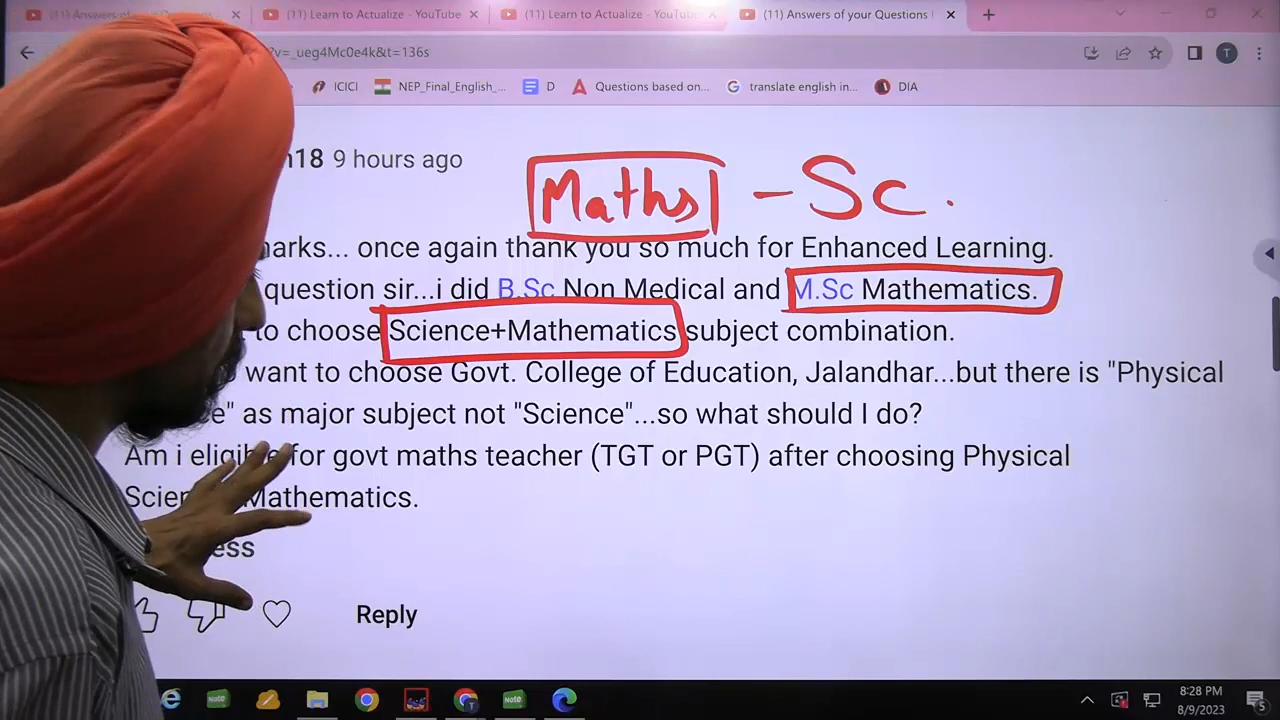 (11) Learn to Actualize - YouTube
(11) Learn to Actualize - YouTube
(11) Answers of your Questions
?v=_ueg4Mc0e4k&t=136s
T
ICICI
NEP_Final_English_...
D
Questions based on...
translate english in...
DIA
18 9 hours ago
Maths - Sc.
once again thank you so much for Enhanced Learning.
question sir...i did B.Sc Non Medical and M.Sc Mathematics.
to choose Science+Mathematics subject combination.
want to choose Govt. College of Education, Jalandhar...but there is "Physical
as major subject not "Science"...so what should I do?
Am i eligible for govt maths teacher (TGT or PGT) after choosing Physical
Mathematics.
Reply
Note
T
Note
8:28 PM
8/9/2023
5